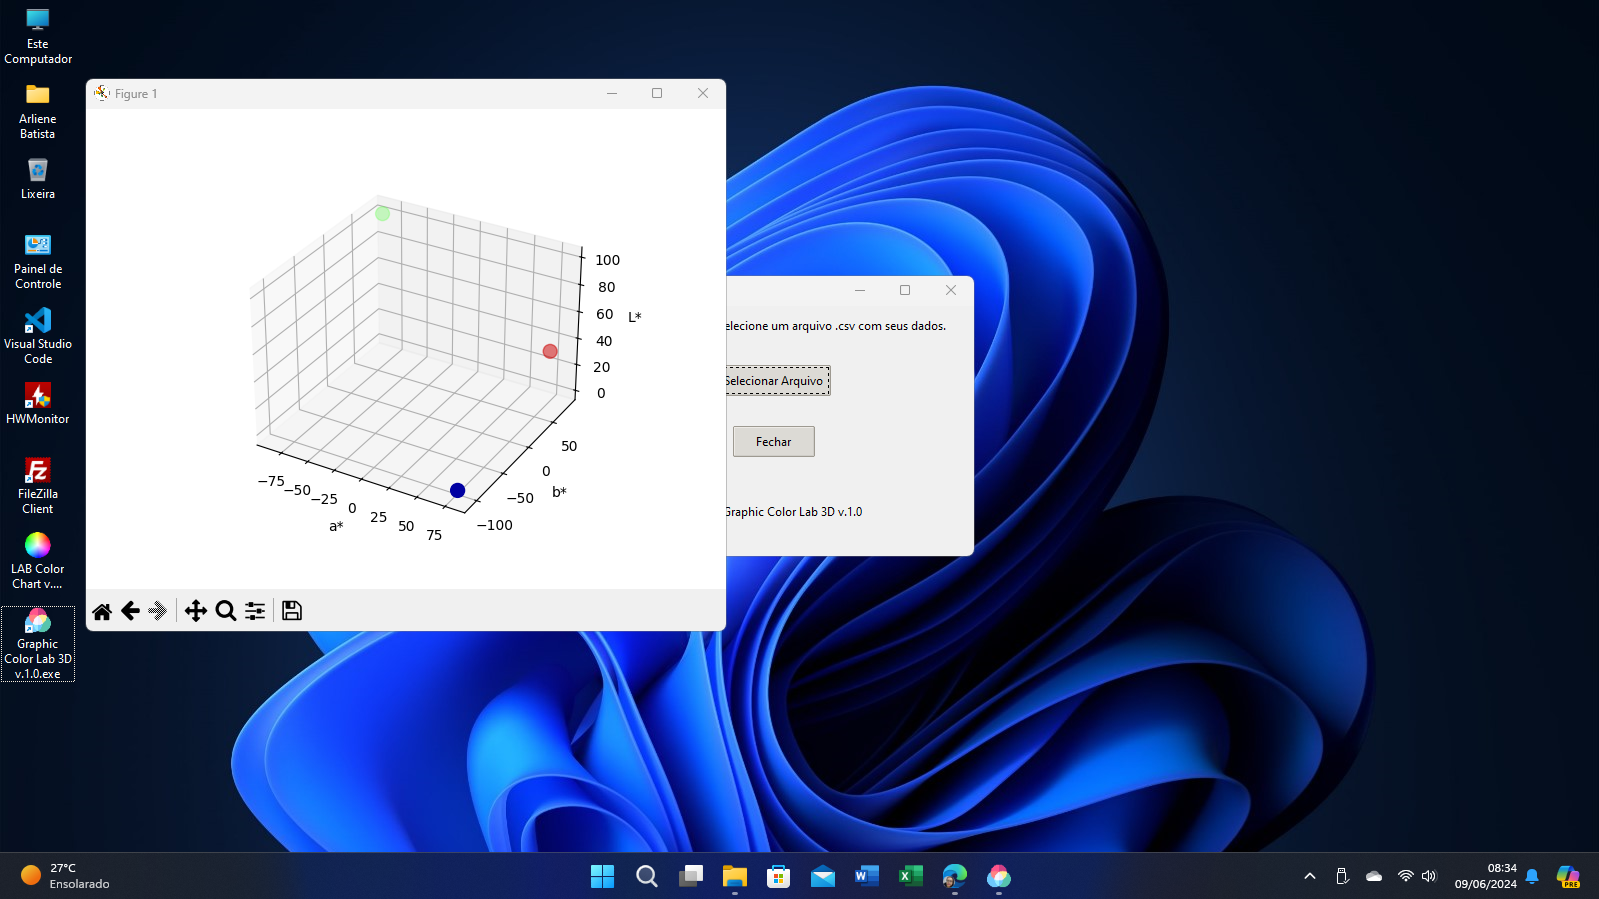 Este
Computador
Arliene
Batista
Lixeira
Painel de
Controle
Visual Studio
Code
HWMonitor
FileZilla
Client
LAB Color
Chart v....
Graphic
Color Lab 3D
v.1.0.exe
Figure 1
100
80
60
40
20
0
L*
50
0
−50
−100
b*
−75
−50
−25
0
25
50
75
a*
elecione um arquivo .csv com seus dados.
Selecionar Arquivo
Fechar
Graphic Color Lab 3D v.1.0
27°C
Ensolarado
08:34
09/06/2024
PRE